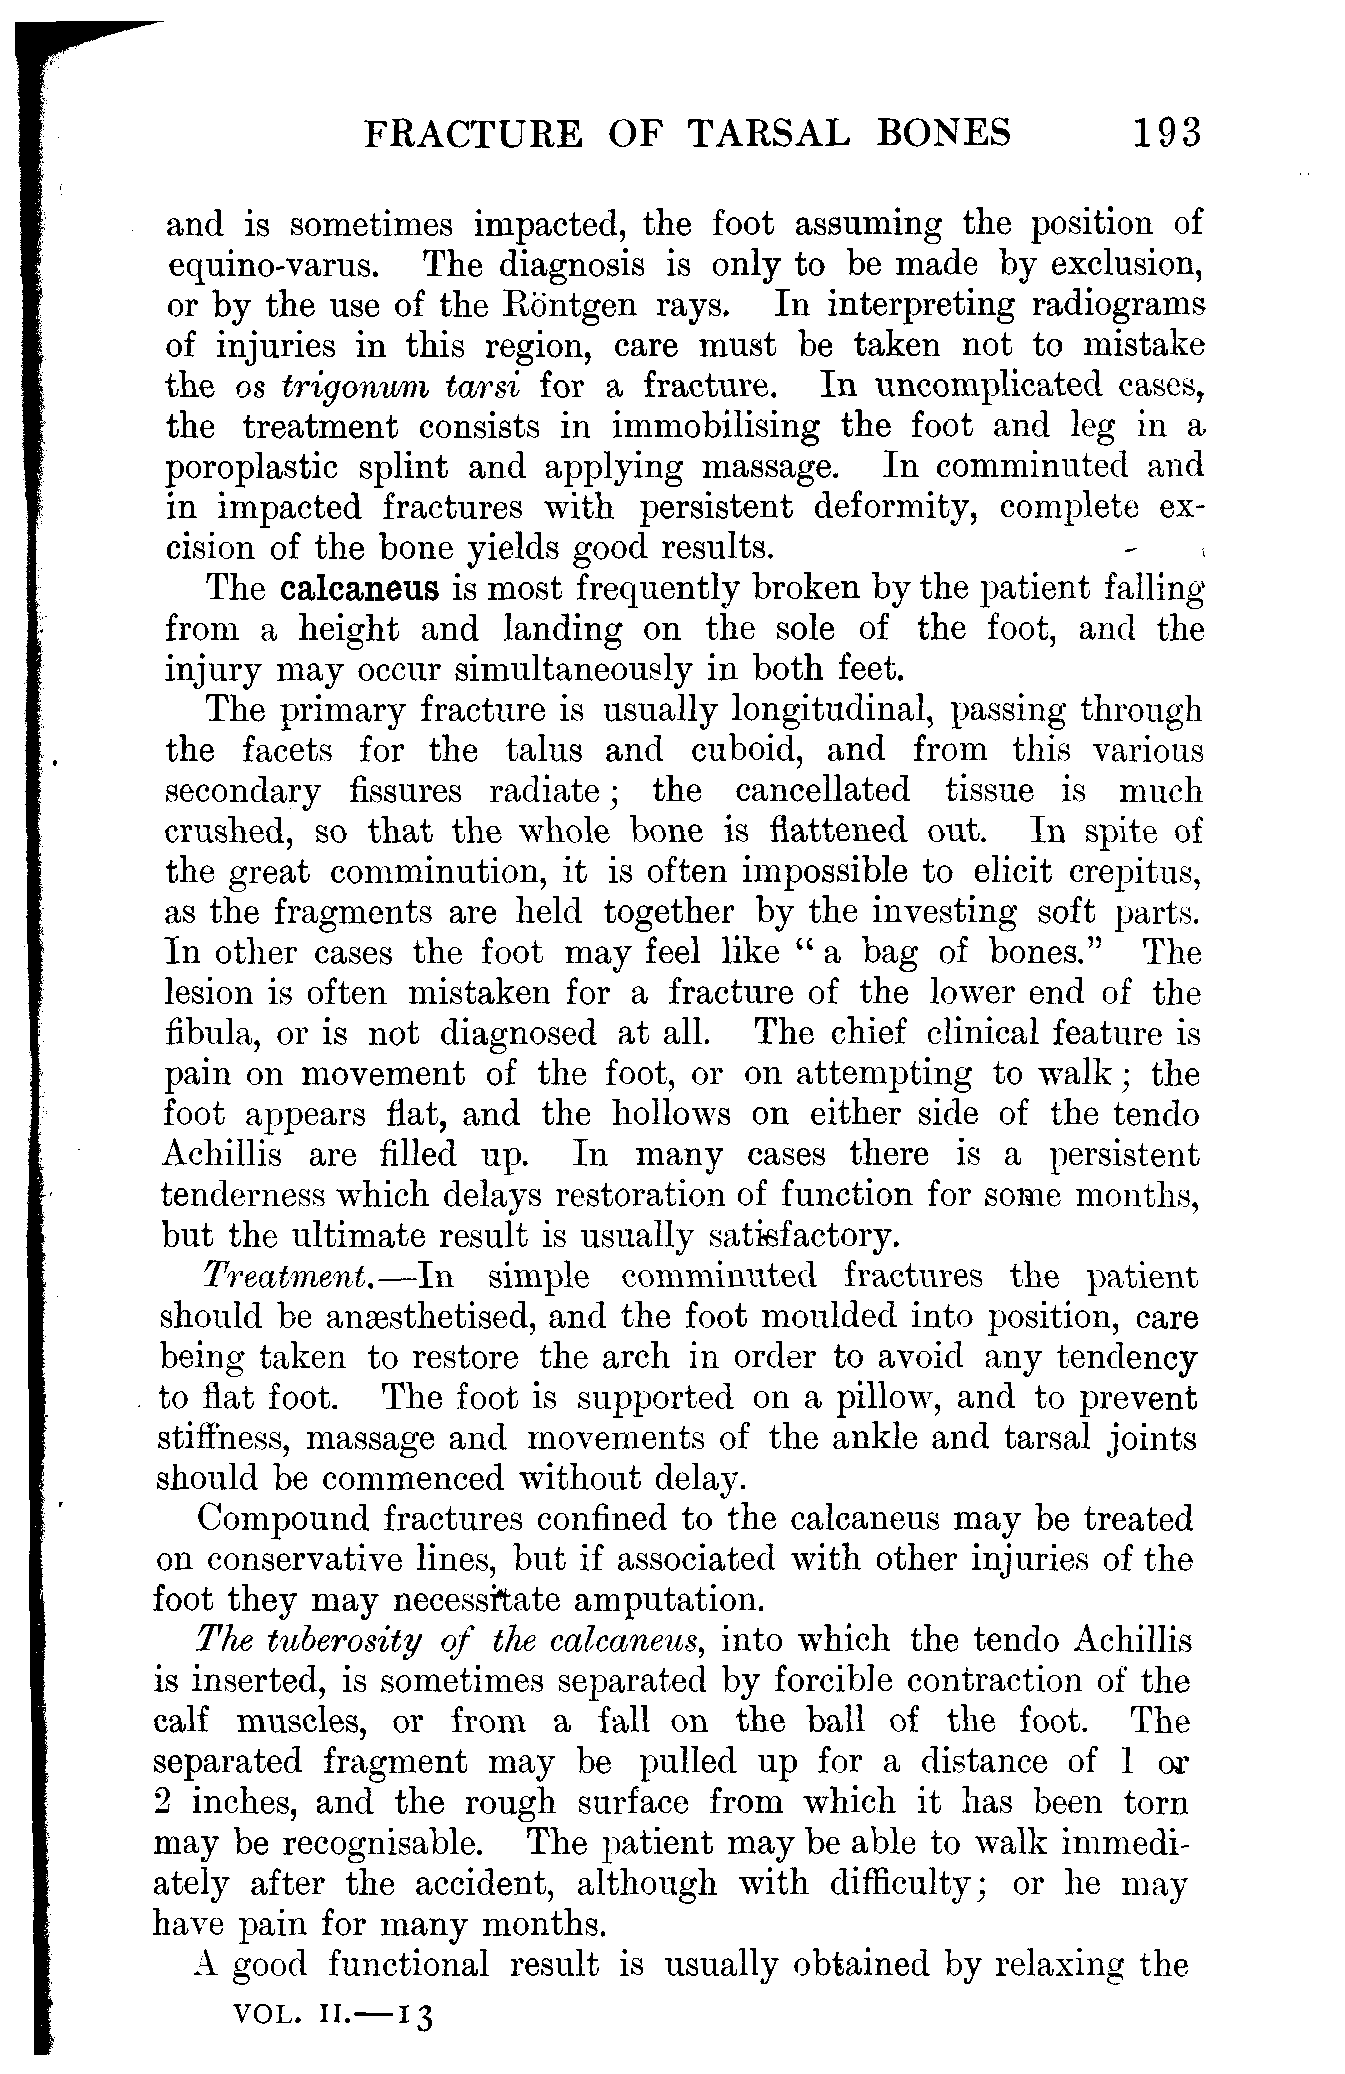 FRACTURE OF TARSAL BONES 193
and is sometimes impacted, the foot assuming the position of
equino-varus. The diagnosis is only to be made by exclusion,
or by the use of the Röntgen rays. In interpreting radiograms
of injuries in this region, care must be taken not to mistake
the os trigonum tarsi for a fracture. In uncomplicated cases,
the treatment consists in immobilising the foot and leg in a
poroplastic splint and applying massage. In comminuted and
in impacted fractures with persistent deformity, complete ex-
cision of the bone yields good results.
The calcaneus is most frequently broken by the patient falling
from a height and landing on the sole of the foot, and the
injury may occur simultaneously in both feet.
The primary fracture is usually longitudinal, passing through
the facets for the talus and cuboid, and from this various
secondary fissures radiate; the cancellated tissue is much
crushed, so that the whole bone is flattened out. In spite of
the great comminution, it is often impossible to elicit crepitus,
as the fragments are held together by the investing soft parts.
In other cases the foot may feel like “a bag of bones.” The
lesion is often mistaken for a fracture of the lower end of the
fibula, or is not diagnosed at all. The chief clinical feature is
pain on movement of the foot, or on attempting to walk; the
foot appears flat, and the hollows on either side of the tendo
Achillis are filled up. In many cases there is a persistent
tenderness which delays restoration of function for some months,
but the ultimate result is usually satisfactory.
Treatment.—In simple comminuted fractures the patient
should be anæsthetised, and the foot moulded into position, care
being taken to restore the arch in order to avoid any tendency
to flat foot. The foot is supported on a pillow, and to prevent
stiffness, massage and movements of the ankle and tarsal joints
should be commenced without delay.
Compound fractures confined to the calcaneus may be treated
on conservative lines, but if associated with other injuries of the
foot they may necessitate amputation.
The tuberosity of the calcaneus, into which the tendo Achillis
is inserted, is sometimes separated by forcible contraction of the
calf muscles, or from a fall on the ball of the foot. The
separated fragment may be pulled up for a distance of 1 or
2 inches, and the rough surface from which it has been torn
may be recognisable. The patient may be able to walk immedi-
ately after the accident, although with difficulty; or he may
have pain for many months.
A good functional result is usually obtained by relaxing the
VOL. II.—13